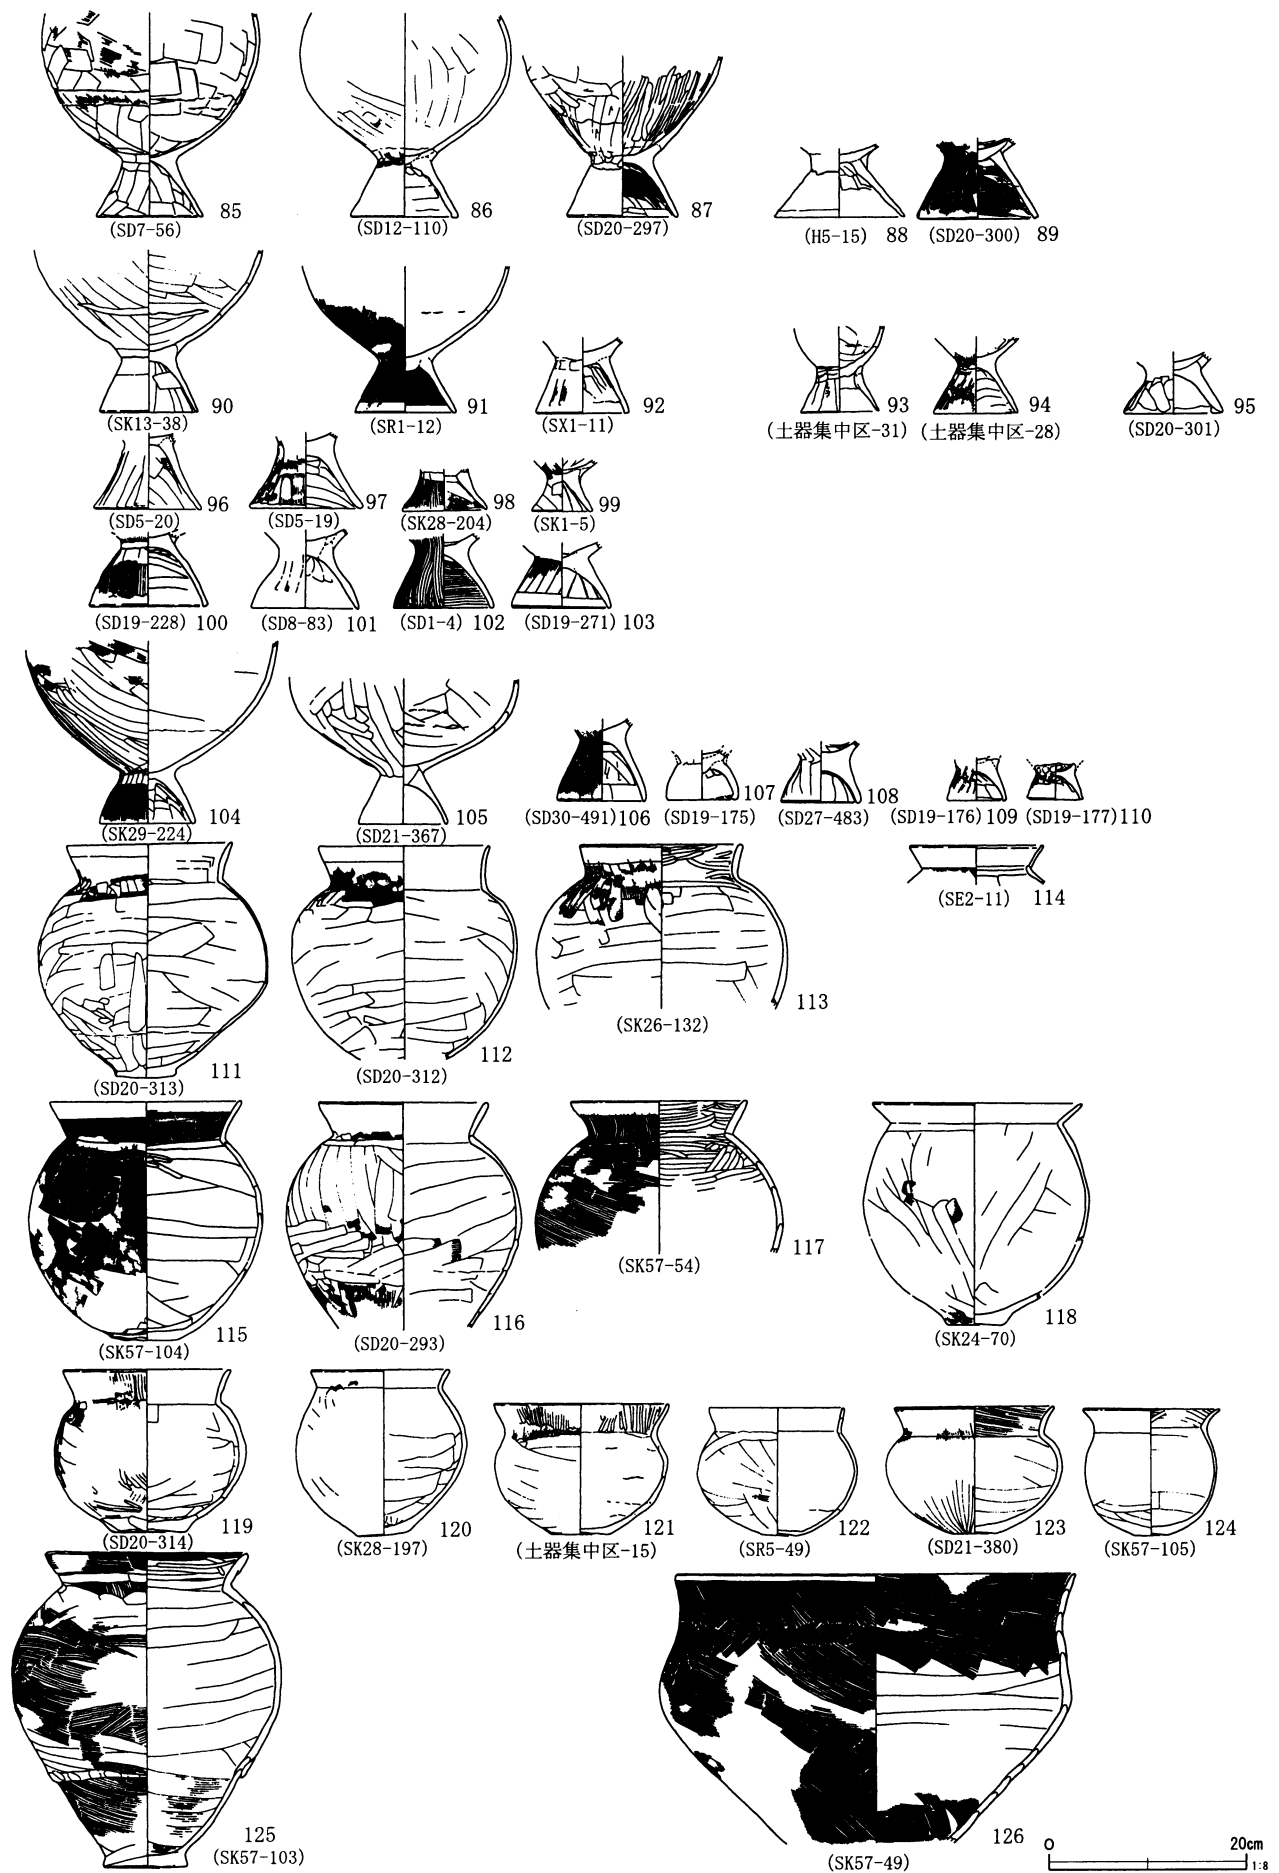 85
(SD7-56)
86
(SD12-110)
87
(SD20-297)
(H5-15) 88
(SD20-300) 89
90
(SK13-38)
91
(SR1-12)
92
(SX1-11)
93
(土器集中区-31)
94
(土器集中区-28)
95
(SD20-301)
96
(SD5-20)
97
(SD5-19)
98
(SK28-204)
99
(SK1-5)
(SD19-228) 100
(SD8-83) 101
(SD1-4) 102
(SD19-271) 103
104
(SK29-224)
105
(SD21-367)
(SD30-491) 106
107
(SD19-175)
108
(SD27-483)
(SD19-176) 109
(SD19-177) 110
111
(SD20-313)
112
(SD20-312)
113
(SK26-132)
(SE2-11) 114
115
(SK57-104)
116
(SD20-293)
117
(SK57-54)
118
(SK24-70)
119
(SD20-314)
120
(SK28-197)
121
(土器集中区-15)
122
(SR5-49)
123
(SD21-380)
124
(SK57-105)
125
(SK57-103)
126
(SK57-49)
0 20cm
1:8